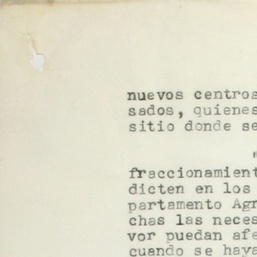 nuevos centros
sados, quienes
sitio donde se
"
fraccionamient
dicten en los
partamento Agr
chas las neces
vor puedan afe
cuando se haya